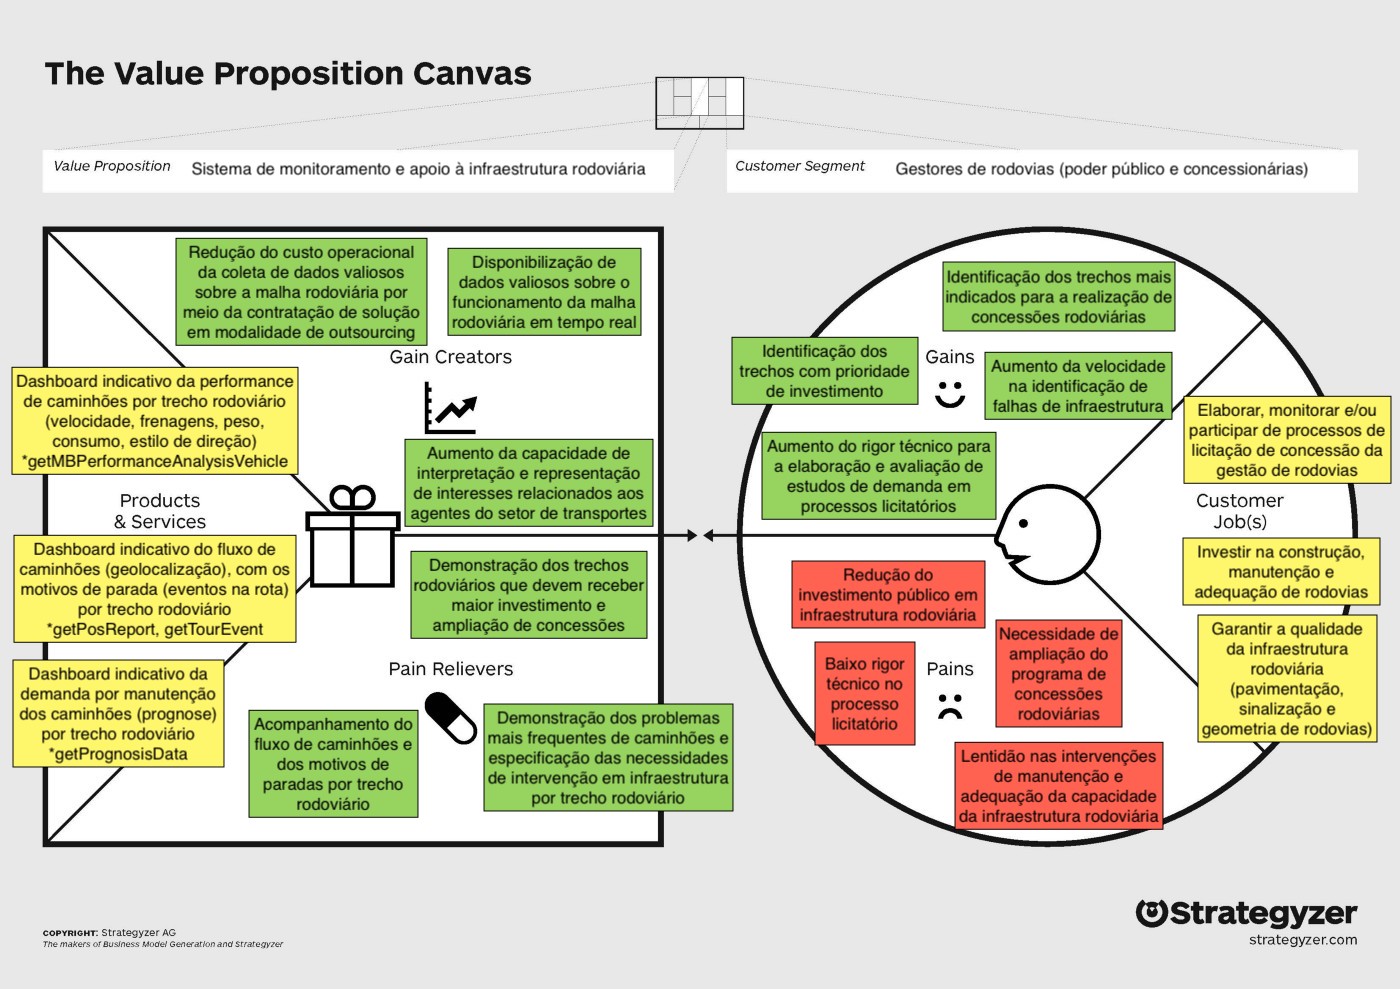 The Value Proposition Canvas
Value Proposition
Sistema de monitoramento e apoio à infraestrutura rodoviária
Customer Segment
Gestores de rodovias (poder público e concessionárias)
Redução do custo operacional
da coleta de dados valiosos
sobre a malha rodoviária por
meio da contratação de solução
em modalidade de outsourcing
Disponibilização de
dados valiosos sobre o
funcionamento da malha
rodoviária em tempo real
Gain Creators
Aumento da capacidade de
interpretação e representação
de interesses relacionados aos
agentes do setor de transportes
Dashboard indicativo da performance
de caminhões por trecho rodoviário
(velocidade, frenagens, peso,
consumo, estilo de direção)
*getMBPerformanceAnalysisVehicle
Products
& Services
Dashboard indicativo do fluxo de
caminhões (geolocalização), com os
motivos de parada (eventos na rota)
por trecho rodoviário
*getPosReport, getTourEvent
Dashboard indicativo da
demanda por manutenção
dos caminhões (prognose)
por trecho rodoviário
*getPrognosisData
Demonstração dos trechos
rodoviários que devem receber
maior investimento e
ampliação de concessões
Pain Relievers
Acompanhamento do
fluxo de caminhões e
dos motivos de
paradas por trecho
rodoviário
Demonstração dos problemas
mais frequentes de caminhões e
especificação das necessidades
de intervenção em infraestrutura
por trecho rodoviário
Identificação dos trechos mais
indicados para a realização de
concessões rodoviárias
Identificação dos
trechos com prioridade
de investimento
Gains
Aumento da velocidade
na identificação de
falhas de infraestrutura
Aumento do rigor técnico para
a elaboração e avaliação de
estudos de demanda em
processos licitatórios
Elaborar, monitorar e/ou
participar de processos de
licitação de concessão da
gestão de rodovias
Customer
Job(s)
Investir na construção,
manutenção e
adequação de rodovias
Garantir a qualidade
da infraestrutura
rodoviária
(pavimentação,
sinalização e
geometria de rodovias)
Redução do
investimento público em
infraestrutura rodoviária
Baixo rigor
técnico no
processo
licitatório
Pains
Necessidade de
ampliação do
programa de
concessões
rodoviárias
Lentidão nas intervenções
de manutenção e
adequação da capacidade
da infraestrutura rodoviária
COPYRIGHT: Strategyzer AG
The makers of Business Model Generation and Strategyzer
Strategyzer
strategyzer.com